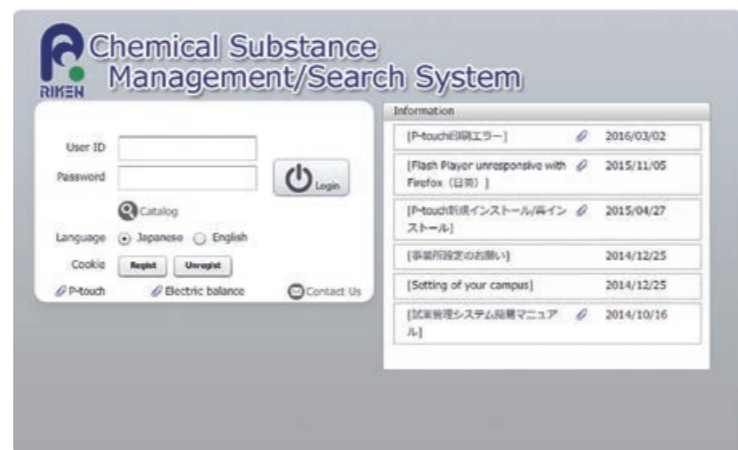 RIKEN
Chemical Substance
Management/Search System
User ID
Password
Login
Catalog
Language Japanese English
Cookie Regist Unregist
P-touch Electric balance Contact Us
Information
[P-touch印刷エラー] 2016/03/02
[Flash Player unresponsive with 2015/11/05
Firefox（日英）]
[P-touch新規インストール/再イン 2015/04/27
ストール]
[事業所設定のお願い] 2014/12/25
[Setting of your campus] 2014/12/25
[試薬管理システム簡易マニュア 2014/10/16
ル]